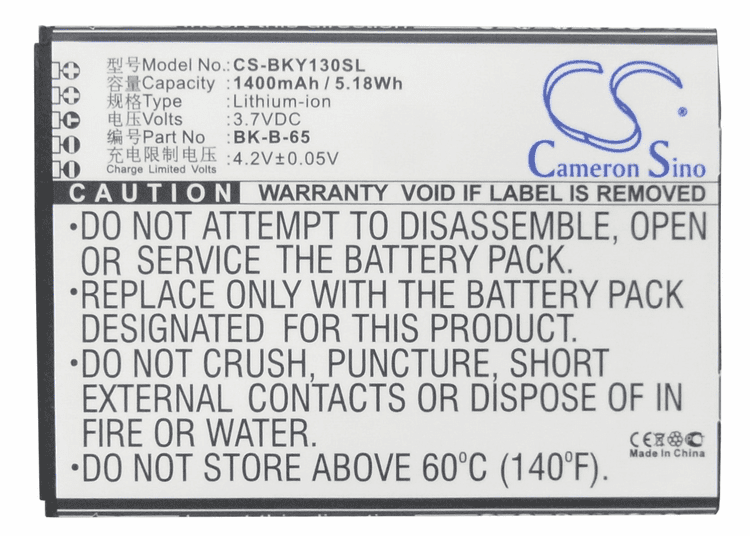 型号Model No.: CS-BKY130SL
容量Capacity: 1400mAh / 5.18Wh
规格Type: Lithium-ion
电压Volts: 3.7VDC
编号Part No: BK-B-65
充电限制电压: 4.2V±0.05V
Charge Limited Volts
CS
Cameron Sino
CAUTION WARRANTY VOID IF LABEL IS REMOVED
•DO NOT ATTEMPT TO DISASSEMBLE, OPEN
OR SERVICE THE BATTERY PACK.
•REPLACE ONLY WITH THE BATTERY PACK
DESIGNATED FOR THIS PRODUCT.
•DO NOT CRUSH, PUNCTURE, SHORT
EXTERNAL CONTACTS OR DISPOSE OF IN
FIRE OR WATER.
•DO NOT STORE ABOVE 60°C (140°F).
CE
Made In China